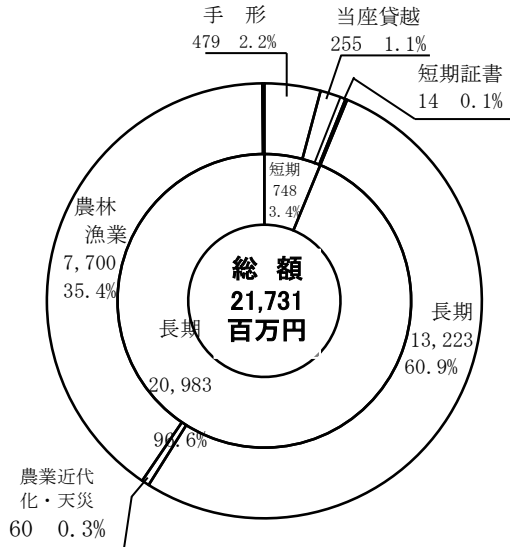 手 形
479 2.2%
当座貸越
255 1.1%
短期証書
14 0.1%
短期
748
3.4%
農林
漁業
7,700
35.4%
総 額
21,731
百万円
長期
20,983
96.6%
長期
13,223
60.9%
農業近代
化・天災
60 0.3%